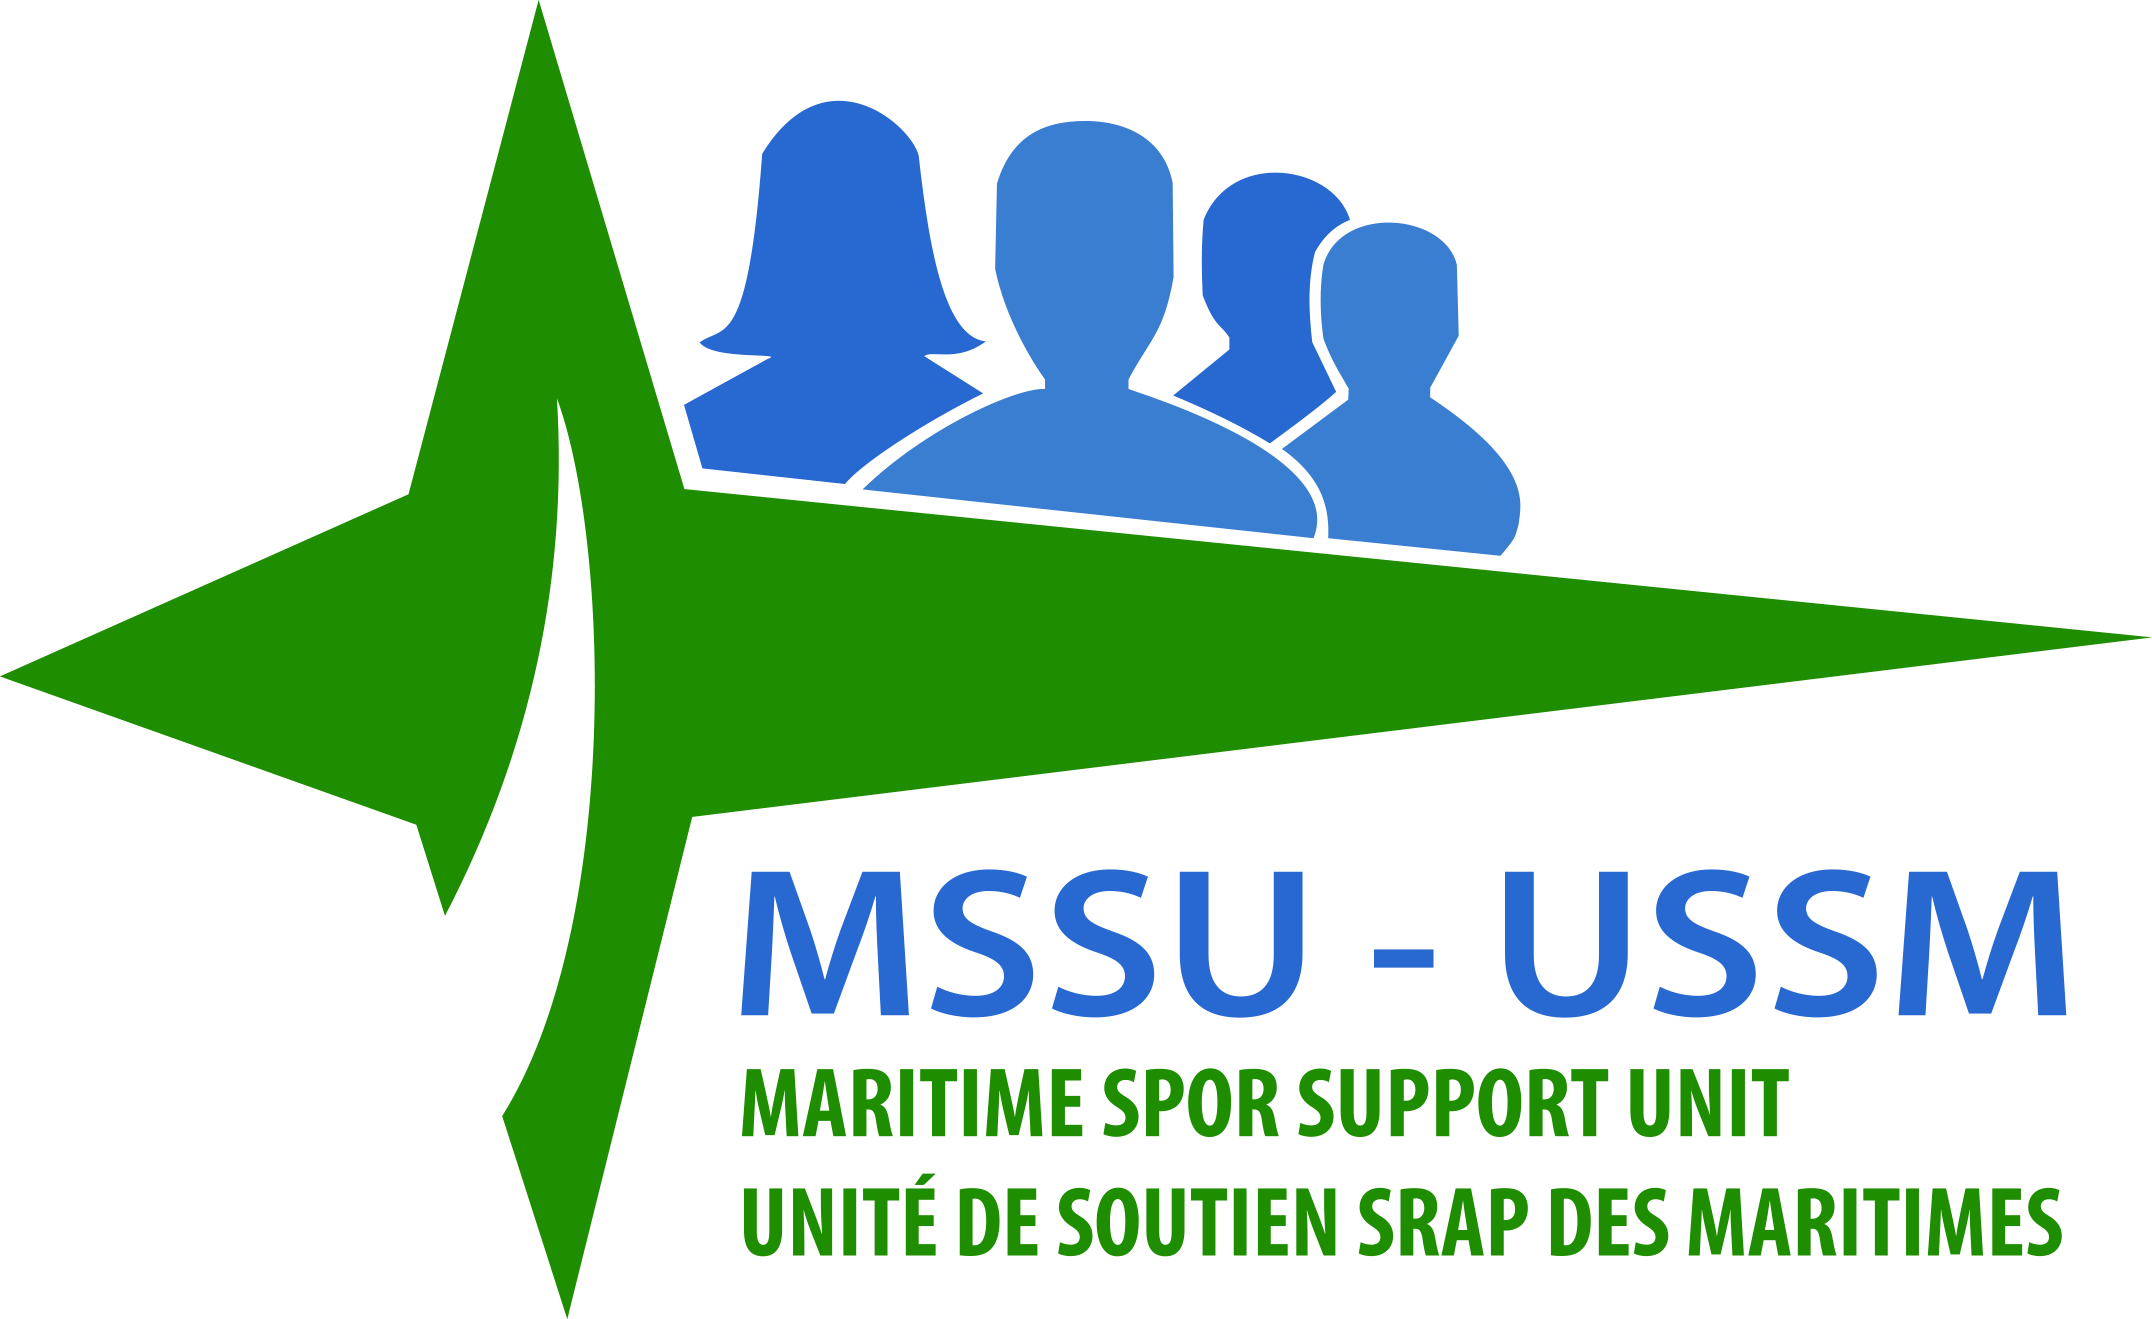 MSSU - USSM
MARITIME SPOR SUPPORT UNIT
UNITÉ DE SOUTIEN SRAP DES MARITIMES